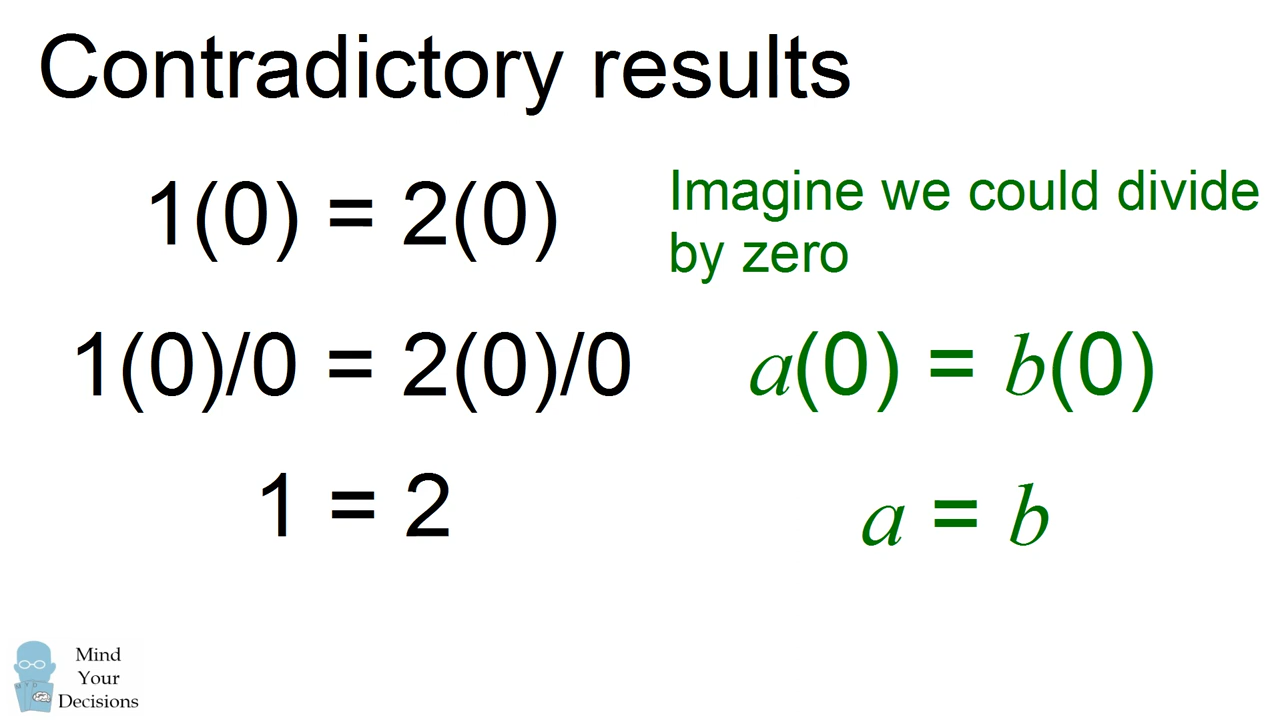 Contradictory results
1(0) = 2(0)
1(0)/0 = 2(0)/0
1 = 2
Imagine we could divide
by zero
a(0) = b(0)
a = b
Mind
Your
Decisions